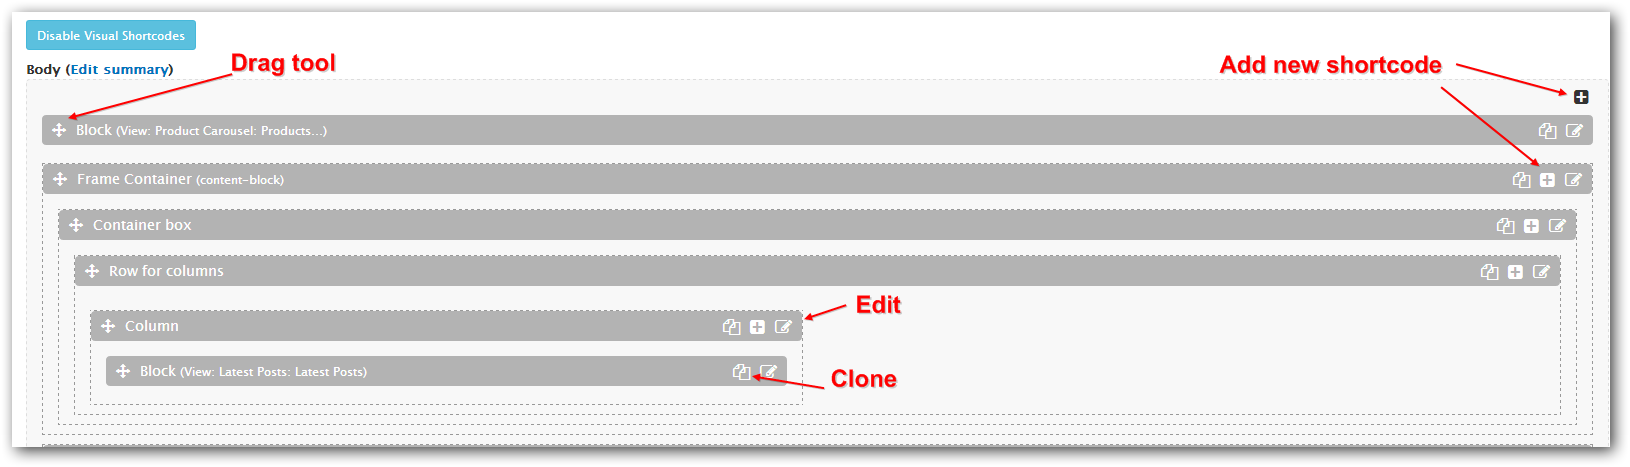 Disable Visual Shortcodes
Body (Edit summary)
Drag tool
Add new shortcode
Block (View: Product Carousel: Products...)
Frame Container (content-block)
Container box
Row for columns
Edit
Column
Block (View: Latest Posts: Latest Posts)
Clone